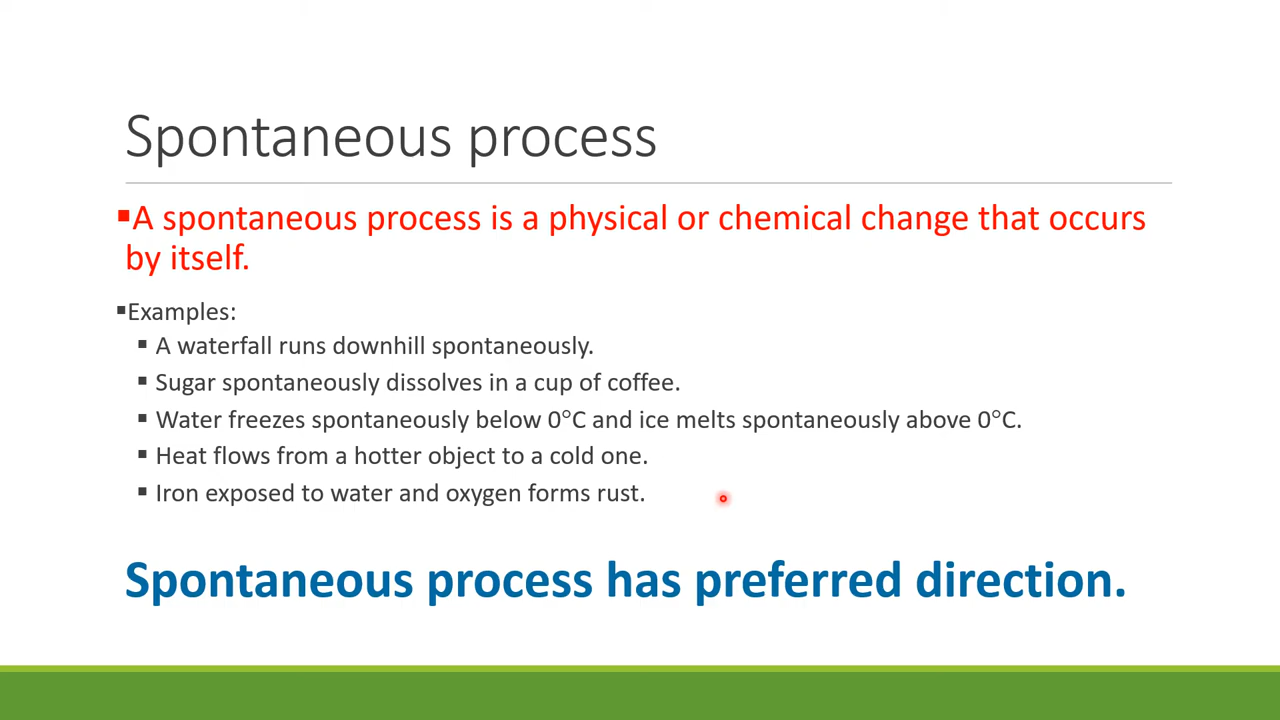 Spontaneous process
▪A spontaneous process is a physical or chemical change that occurs
by itself.
▪Examples:
▪ A waterfall runs downhill spontaneously.
▪ Sugar spontaneously dissolves in a cup of coffee.
▪ Water freezes spontaneously below 0°C and ice melts spontaneously above 0°C.
▪ Heat flows from a hotter object to a cold one.
▪ Iron exposed to water and oxygen forms rust.
Spontaneous process has preferred direction.